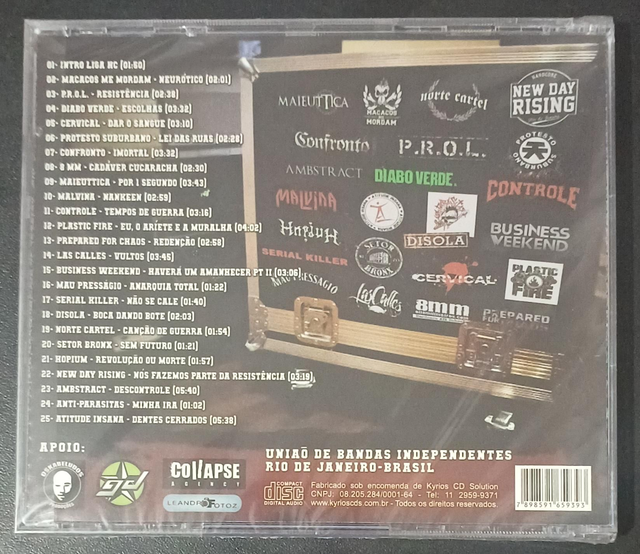 01- INTRO LIGA HC (01:50)
02- MACACOS ME MORDAM - NEURÓTICO (02:01)
03- P.R.O.L. - RESISTÊNCIA (02:38)
04- DIABO VERDE - ESCOLHAS (03:32)
05- CERVICAL - DAR O SANGUE (03:10)
06- PROTESTO SUBURBANO - LEI DAS RUAS (02:28)
07- CONFRONTO - IMORTAL (03:32)
08- 8 MM - CADÁVER CUCARACHA (02:30)
09- MAIEUTTICA - POR 1 SEGUNDO (03:43)
10- MALVINA - NANKEEN (02:59)
11- CONTROLE - TEMPOS DE GUERRA (03:16)
12- PLASTIC FIRE - EU, O ARIETE E A MURALHA (04:02)
13- PREPARED FOR CHAOS - REDENÇÃO (02:58)
14- LAS CALLES - VULTOS (03:45)
15- BUSINESS WEEKEND - HAVERÁ UM AMANHECER PT II (03:06)
16- MAU PRESSÁGIO - ANARQUIA TOTAL (01:22)
17- SERIAL KILLER - NÃO SE CALE (01:40)
18- DISOLA - BOCA DANDO BOTE (02:03)
19- NORTE CARTEL - CANÇÃO DE GUERRA (01:54)
20- SETOR BRONX - SEM FUTURO (01:21)
21- HOPIUM - REVOLUÇÃO OU MORTE (01:57)
22- NEW DAY RISING - NÓS FAZEMOS PARTE DA RESISTÊNCIA (03:19)
23- AMBSTRACT - DESCONTROLE (05:40)
24- ANTI-PARASITAS - MINHA IRA (01:02)
25- ATITUDE INSANA - DENTES CERRADOS (05:38)
MAIEUTTICA
MACACOS
MORDAM
norte cartel
HARDCORE
NEW DAY
RISING
Confronto
P.R.O.L.
PROTESTO
SUBURBANO
AMBSTRACT
DIABO VERDE.
CONTROLE
MALVINA
HOPIUM
DISOLA
BUSINESS
WEEKEND
SERIAL KILLER
SETOR
BRONX
CERVICAL
PLASTIC
FIRE
MAU PRESSÁGIO
Las Calles
8mm
PREPARED
APOIO:
gd
COLLAPSE
AGENCY
LEANDRO FOTOZ
UNIAÕ DE BANDAS INDEPENDENTES
RIO DE JANEIRO-BRASIL
COMPACT
disc
DIGITAL AUDIO
Fabricado sob encomenda de Kyrios CD Solution
CNPJ: 08.205.284/0001-64 - Tel: 11 2959-9371
www.kyrioscds.com.br - Todos os direitos reservados.
7 898591 659393